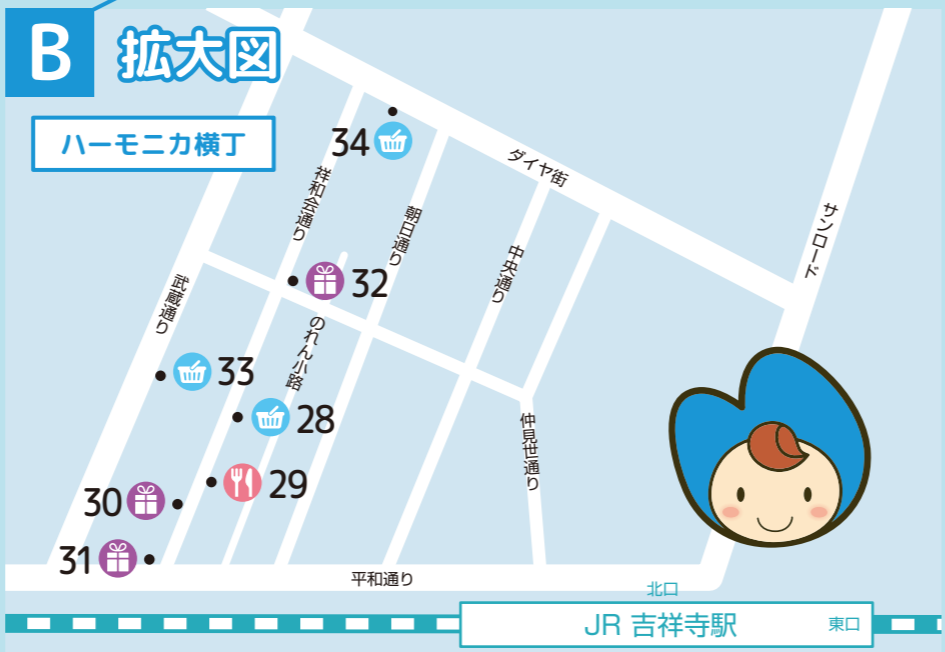 B 拡大図
ハーモニカ横丁
34
ダイヤ街
祥和会通り
朝日通り
サンロード
中央通り
32
武蔵通り
のれん小路
33
28
仲見世通り
29
30
31
平和通り
北口
JR 吉祥寺駅
東口